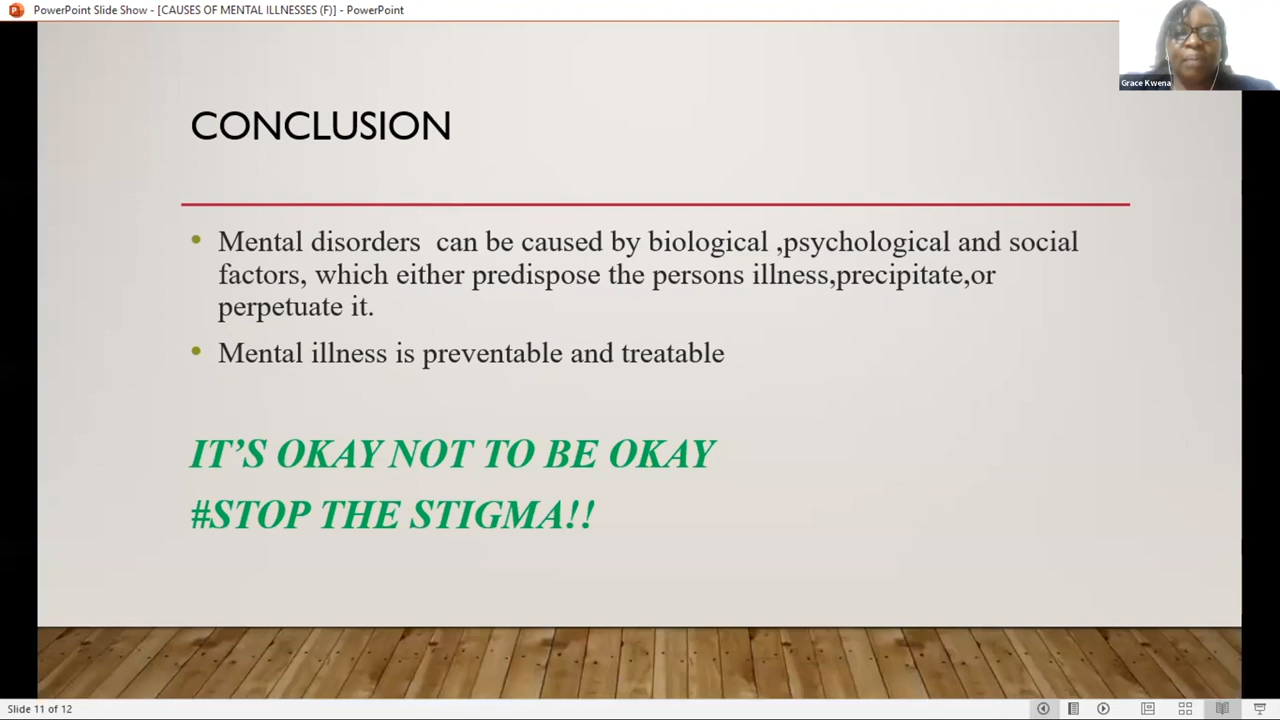 PowerPoint Slide Show - [CAUSES OF MENTAL ILLNESSES (F)] - PowerPoint
Grace Kwena
CONCLUSION
• Mental disorders  can be caused by biological ,psychological and social
factors, which either predispose the persons illness,precipitate,or
perpetuate it.
• Mental illness is preventable and treatable
IT’S OKAY NOT TO BE OKAY
#STOP THE STIGMA!!
Slide 11 of 12